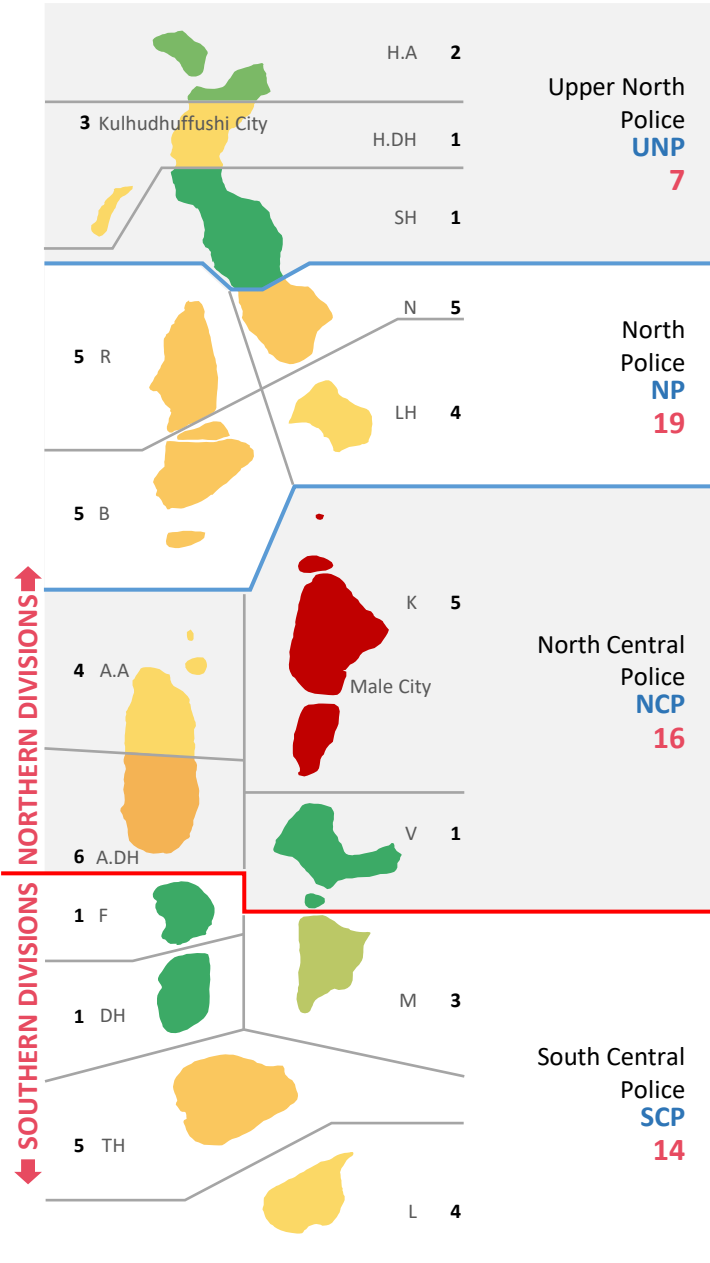 H.A 2
Upper North
Police
UNP
7
3 Kulhudhuffushi City
H.DH 1
SH 1
N 5
5 R
North
Police
NP
19
LH 4
5 B
K 5
4 A.A
Male City
North Central
Police
NCP
16
V 1
6 A.DH
NORTHERN DIVISIONS
SOUTHERN DIVISIONS
1 F
1 DH
M 3
South Central
Police
SCP
14
5 TH
L 4